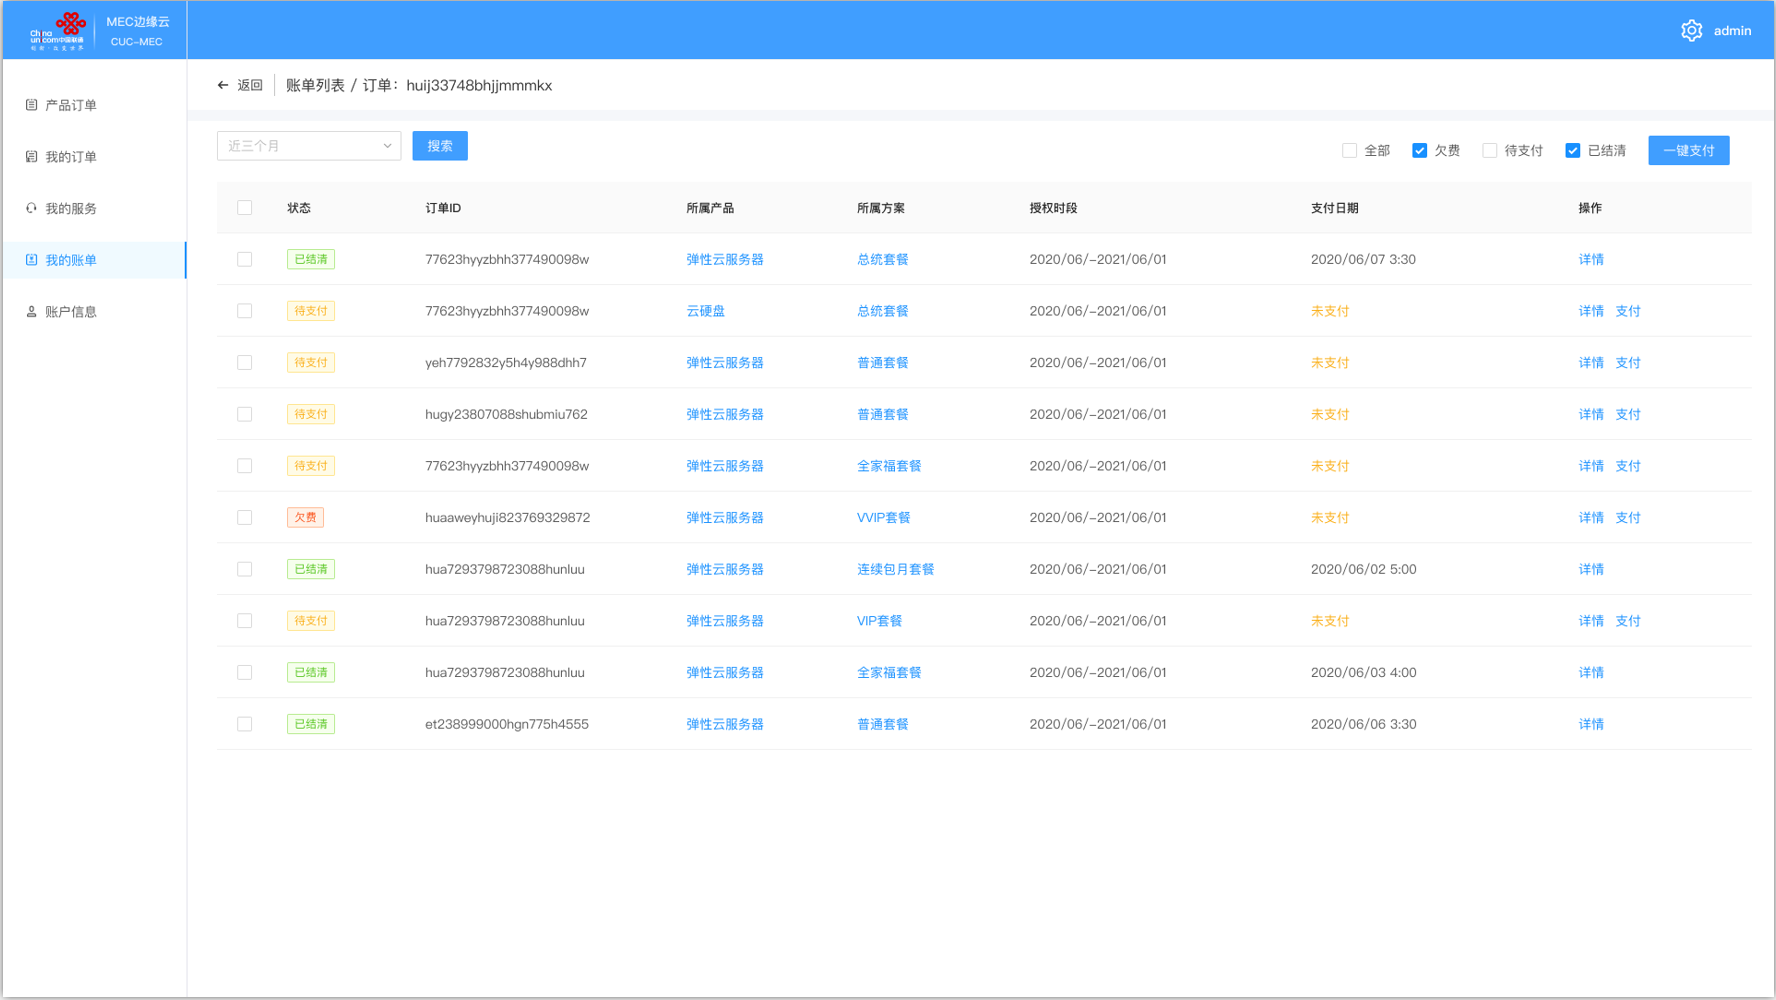 China
unicom中国联通
创新·改变世界
MEC边缘云
CUC-MEC
admin
产品订单
我的订单
我的服务
我的账单
账户信息
返回 账单列表 / 订单：huij33748bhjjmmmkx
近三个月 搜索 全部 欠费 待支付 已结清 一键支付
状态 订单ID 所属产品 所属方案 授权时段 支付日期 操作
已结清 77623hyyzbhh377490098w 弹性云服务器 总统套餐 2020/06/-2021/06/01 2020/06/07 3:30 详情
待支付 77623hyyzbhh377490098w 云硬盘 总统套餐 2020/06/-2021/06/01 未支付 详情 支付
待支付 yeh7792832y5h4y988dhh7 弹性云服务器 普通套餐 2020/06/-2021/06/01 未支付 详情 支付
待支付 hugy23807088shubmiu762 弹性云服务器 普通套餐 2020/06/-2021/06/01 未支付 详情 支付
待支付 77623hyyzbhh377490098w 弹性云服务器 全家福套餐 2020/06/-2021/06/01 未支付 详情 支付
欠费 huaaweyhuji823769329872 弹性云服务器 VVIP套餐 2020/06/-2021/06/01 未支付 详情 支付
已结清 hua7293798723088hunluu 弹性云服务器 连续包月套餐 2020/06/-2021/06/01 2020/06/02 5:00 详情
待支付 hua7293798723088hunluu 弹性云服务器 VIP套餐 2020/06/-2021/06/01 未支付 详情 支付
已结清 hua7293798723088hunluu 弹性云服务器 全家福套餐 2020/06/-2021/06/01 2020/06/03 4:00 详情
已结清 et238999000hgn775h4555 弹性云服务器 普通套餐 2020/06/-2021/06/01 2020/06/06 3:30 详情